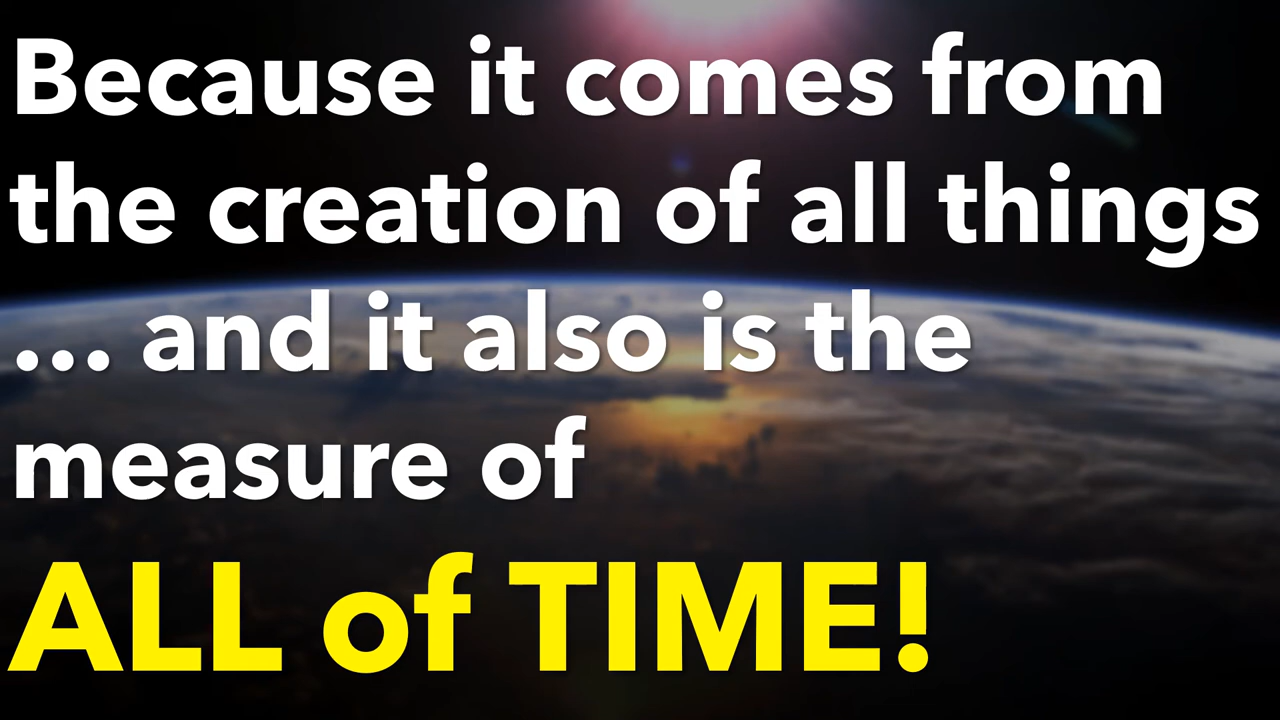 Because it comes from
the creation of all things
... and it also is the
measure of
ALL of TIME!